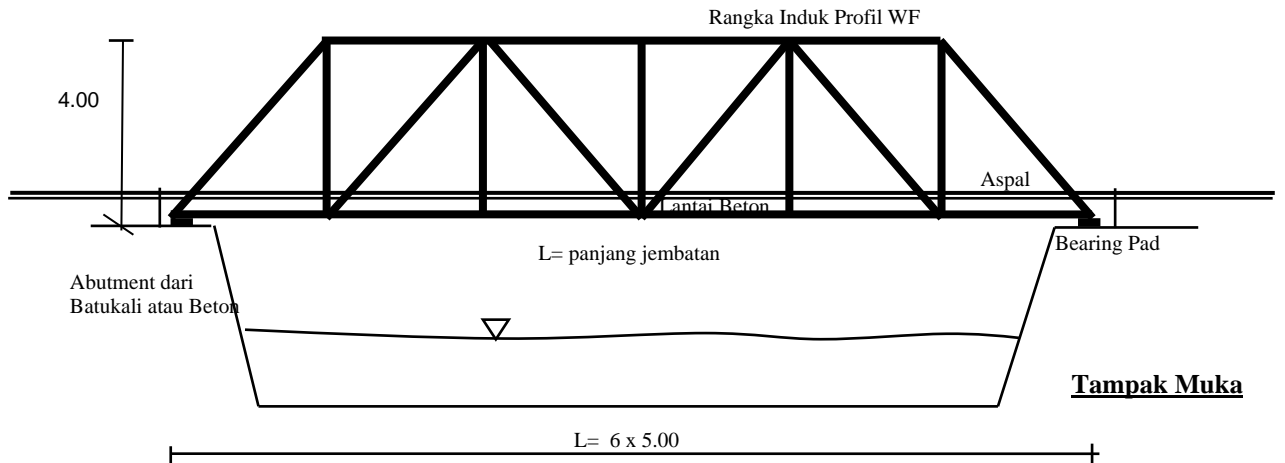 Rangka Induk Profil WF
4.00
Aspal
Lantai Beton
L= panjang jembatan
Bearing Pad
Abutment dari
Batukali atau Beton
Tampak Muka
L= 6 x 5.00